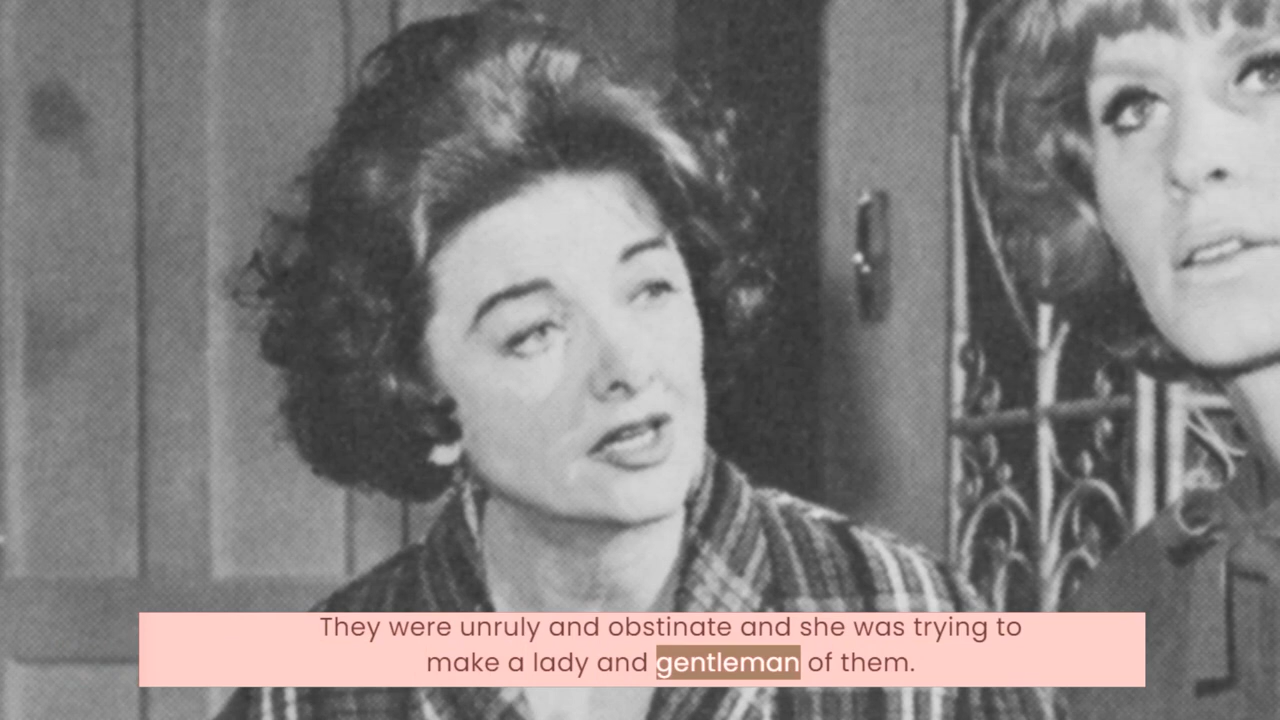 They were unruly and obstinate and she was trying to
make a lady and gentleman of them.